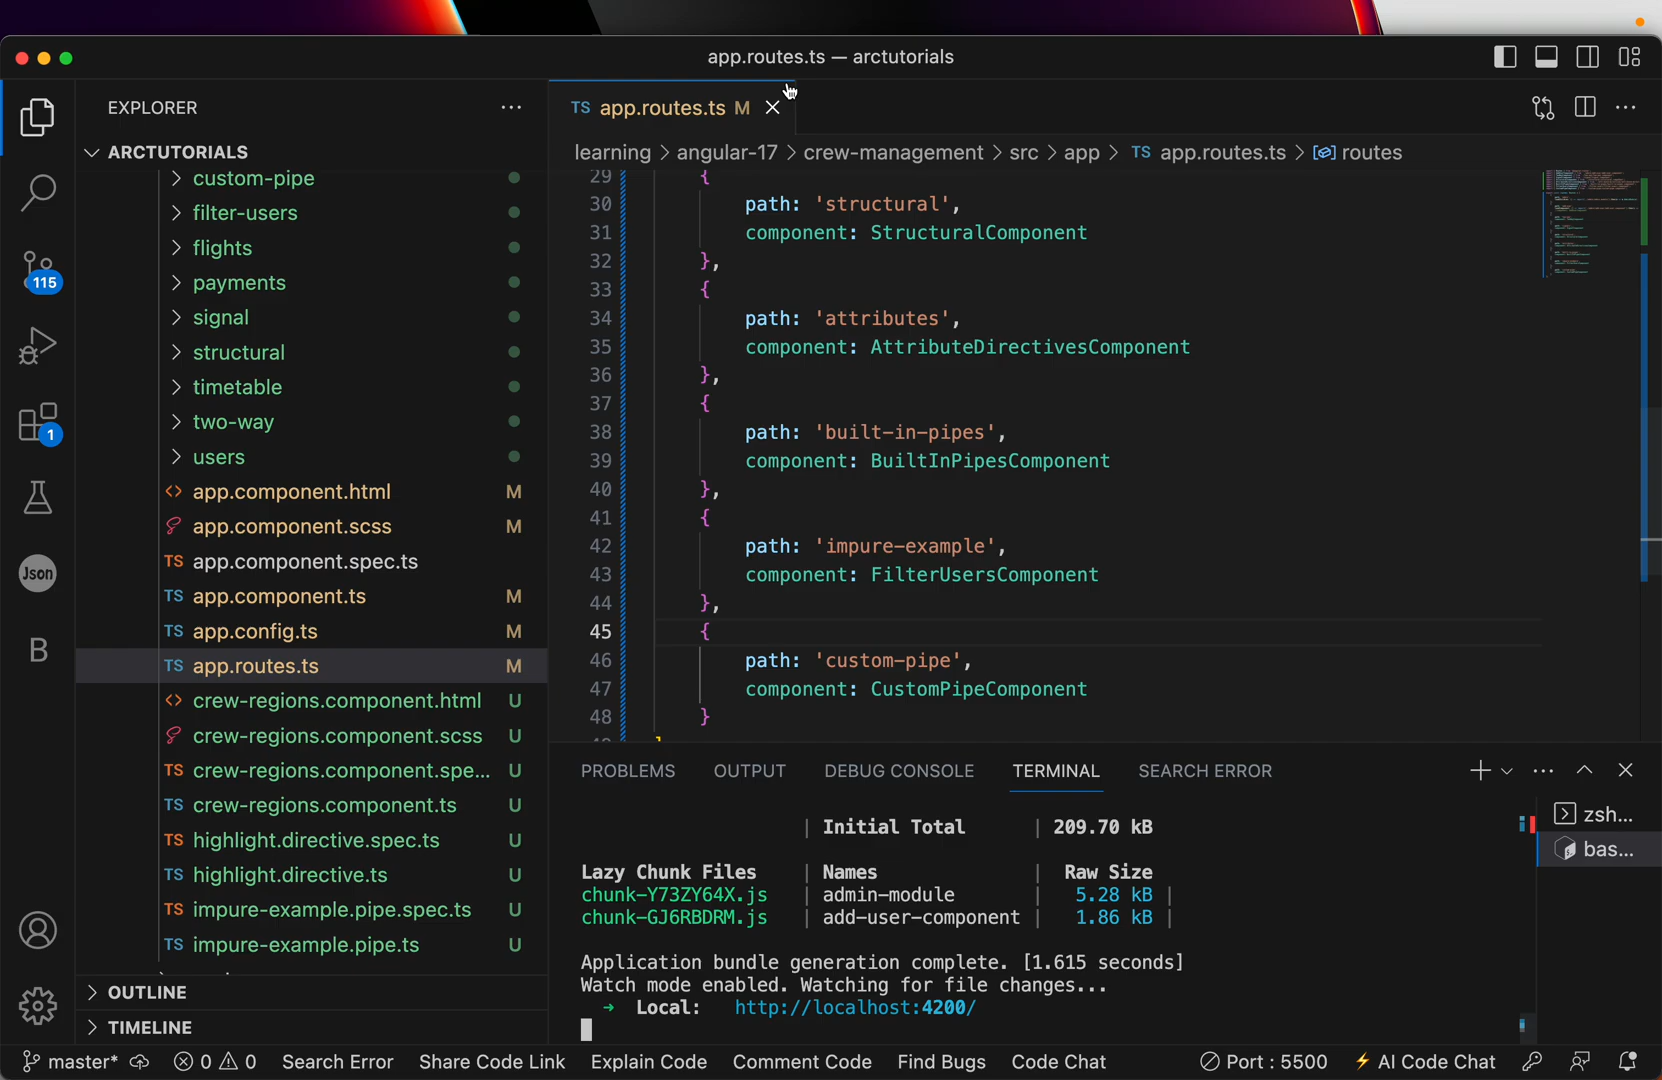 app.routes.ts — arctutorials
EXPLORER
TS app.routes.ts M
ARCTUTORIALS
learning > angular-17 > crew-management > src > app > TS app.routes.ts > routes
custom-pipe
filter-users
flights
payments
signal
structural
timetable
two-way
users
<> app.component.html M
app.component.scss M
TS app.component.spec.ts
TS app.component.ts M
TS app.config.ts M
TS app.routes.ts M
<> crew-regions.component.html U
crew-regions.component.scss U
TS crew-regions.component.spe... U
TS crew-regions.component.ts U
TS highlight.directive.spec.ts U
TS highlight.directive.ts U
TS impure-example.pipe.spec.ts U
TS impure-example.pipe.ts U
OUTLINE
TIMELINE
115
1
Json
B
29 {
30 path: 'structural',
31 component: StructuralComponent
32 },
33 {
34 path: 'attributes',
35 component: AttributeDirectivesComponent
36 },
37 {
38 path: 'built-in-pipes',
39 component: BuiltInPipesComponent
40 },
41 {
42 path: 'impure-example',
43 component: FilterUsersComponent
44 },
45 {
46 path: 'custom-pipe',
47 component: CustomPipeComponent
48 }
PROBLEMS OUTPUT DEBUG CONSOLE TERMINAL SEARCH ERROR
| Initial Total | 209.70 kB
Lazy Chunk Files | Names | Raw Size
chunk-Y73ZY64X.js | admin-module | 5.28 kB |
chunk-GJ6RBDRM.js | add-user-component | 1.86 kB |
Application bundle generation complete. [1.615 seconds]
Watch mode enabled. Watching for file changes...
➜ Local: http://localhost:4200/
zsh...
bas...
master* 0 0 Search Error Share Code Link Explain Code Comment Code Find Bugs Code Chat Port : 5500 AI Code Chat